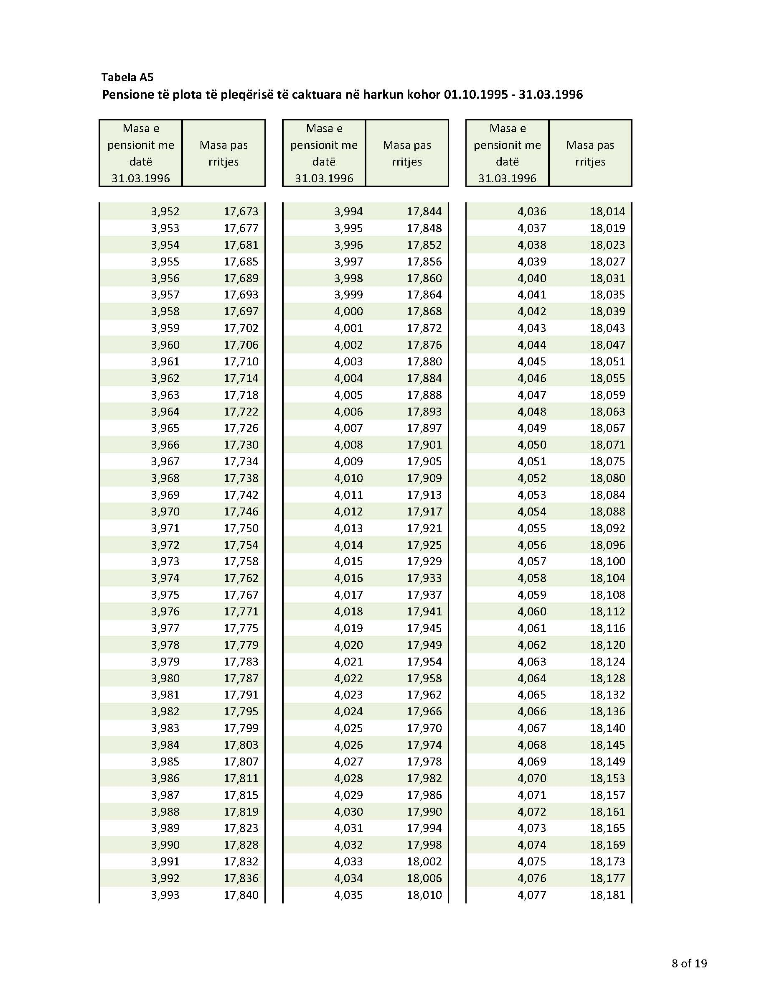 Tabela A5
Pensione të plota të pleqërisë të caktuara në harkun kohor 01.10.1995 - 31.03.1996
Masa e pensionit me datë 31.03.1996 Masa pas rritjes Masa e pensionit me datë 31.03.1996 Masa pas rritjes Masa e pensionit me datë 31.03.1996 Masa pas rritjes
3,952 17,673 3,994 17,844 4,036 18,014
3,953 17,677 3,995 17,848 4,037 18,019
3,954 17,681 3,996 17,852 4,038 18,023
3,955 17,685 3,997 17,856 4,039 18,027
3,956 17,689 3,998 17,860 4,040 18,031
3,957 17,693 3,999 17,864 4,041 18,035
3,958 17,697 4,000 17,868 4,042 18,039
3,959 17,702 4,001 17,872 4,043 18,043
3,960 17,706 4,002 17,876 4,044 18,047
3,961 17,710 4,003 17,880 4,045 18,051
3,962 17,714 4,004 17,884 4,046 18,055
3,963 17,718 4,005 17,888 4,047 18,059
3,964 17,722 4,006 17,893 4,048 18,063
3,965 17,726 4,007 17,897 4,049 18,067
3,966 17,730 4,008 17,901 4,050 18,071
3,967 17,734 4,009 17,905 4,051 18,075
3,968 17,738 4,010 17,909 4,052 18,080
3,969 17,742 4,011 17,913 4,053 18,084
3,970 17,746 4,012 17,917 4,054 18,088
3,971 17,750 4,013 17,921 4,055 18,092
3,972 17,754 4,014 17,925 4,056 18,096
3,973 17,758 4,015 17,929 4,057 18,100
3,974 17,762 4,016 17,933 4,058 18,104
3,975 17,767 4,017 17,937 4,059 18,108
3,976 17,771 4,018 17,941 4,060 18,112
3,977 17,775 4,019 17,945 4,061 18,116
3,978 17,779 4,020 17,949 4,062 18,120
3,979 17,783 4,021 17,954 4,063 18,124
3,980 17,787 4,022 17,958 4,064 18,128
3,981 17,791 4,023 17,962 4,065 18,132
3,982 17,795 4,024 17,966 4,066 18,136
3,983 17,799 4,025 17,970 4,067 18,140
3,984 17,803 4,026 17,974 4,068 18,145
3,985 17,807 4,027 17,978 4,069 18,149
3,986 17,811 4,028 17,982 4,070 18,153
3,987 17,815 4,029 17,986 4,071 18,157
3,988 17,819 4,030 17,990 4,072 18,161
3,989 17,823 4,031 17,994 4,073 18,165
3,990 17,828 4,032 17,998 4,074 18,169
3,991 17,832 4,033 18,002 4,075 18,173
3,992 17,836 4,034 18,006 4,076 18,177
3,993 17,840 4,035 18,010 4,077 18,181
8 of 19